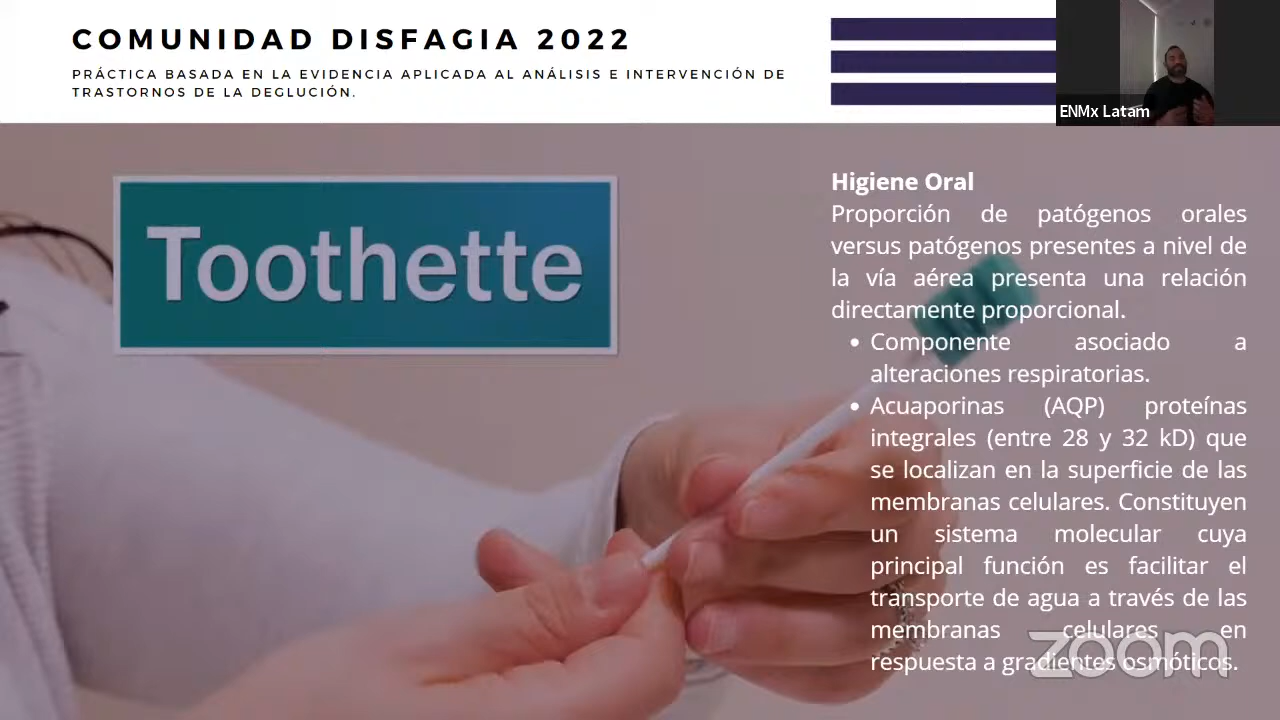 COMUNIDAD DISFAGIA 2022
PRÁCTICA BASADA EN LA EVIDENCIA APLICADA AL ANÁLISIS E INTERVENCIÓN DE
TRASTORNOS DE LA DEGLUCIÓN.
ENMx Latam
Toothette
Higiene Oral
Proporción de patógenos orales
versus patógenos presentes a nivel de
la vía aérea presenta una relación
directamente proporcional.
• Componente asociado a
alteraciones respiratorias.
• Acuaporinas (AQP) proteínas
integrales (entre 28 y 32 kD) que
se localizan en la superficie de las
membranas celulares. Constituyen
un sistema molecular cuya
principal función es facilitar el
transporte de agua a través de las
membranas celulares en
respuesta a gradientes osmóticos.
zoom